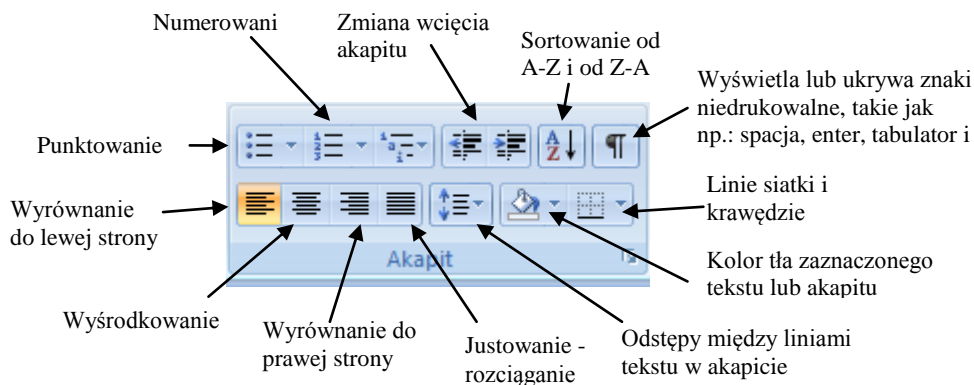 Numerowani
Zmiana wcięcia
akapitu
Sortowanie od
A-Z i od Z-A
Wyświetla lub ukrywa znaki
niedrukowalne, takie jak
np.: spacja, enter, tabulator i
Punktowanie
Linie siatki i
krawędzie
Wyrównanie
do lewej strony
Akapit
Kolor tła zaznaczonego
tekstu lub akapitu
Wyśrodkowanie
Wyrównanie do
prawej strony
Justowanie -
rozciąganie
Odstępy między liniami
tekstu w akapicie